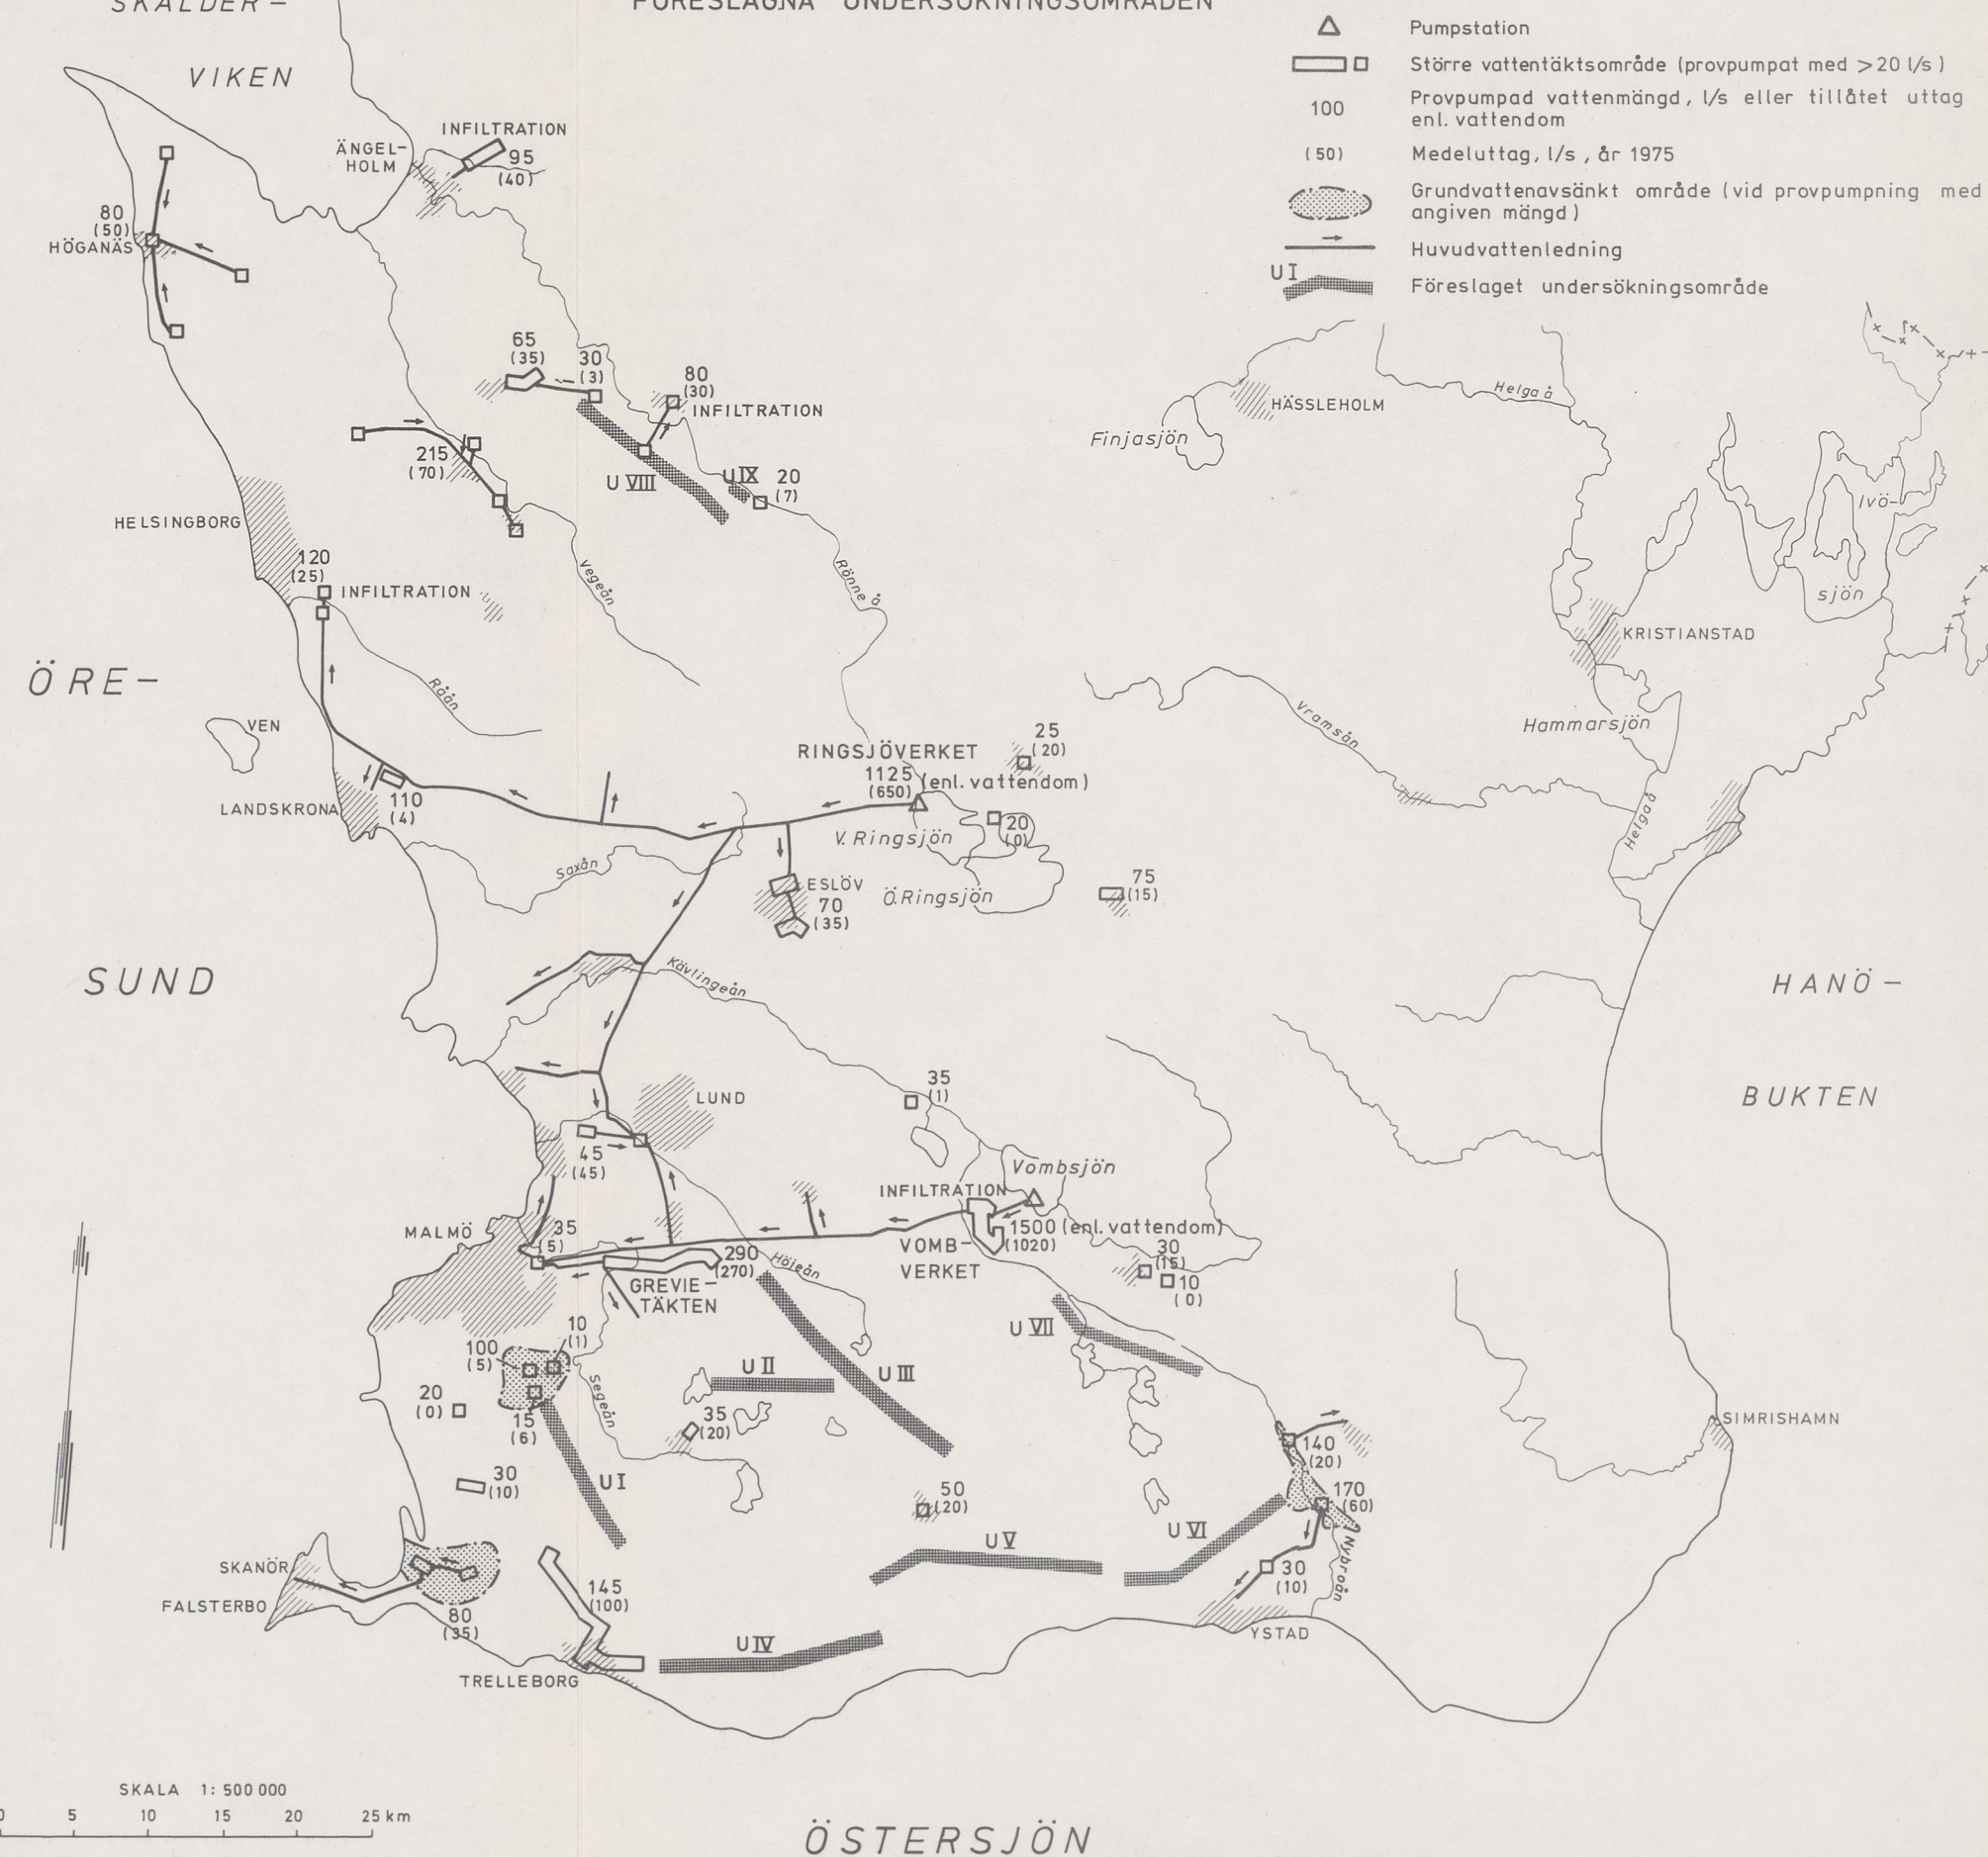 SKÄLDER-
FÖRESLAGNA UNDERSÖKNINGSOMRÅDEN
VIKEN
Pumpstation
Större vattentäktsområde (provpumpat med >20 l/s)
100
Provpumpad vattenmängd, l/s eller tillåtet uttag
enl. vattendom
(50)
Medeluttag, l/s, år 1975
Grundvattenavsänkt område (vid provpumpning med
angiven mängd)
Huvudvattenledning
U I
Föreslaget undersökningsområde
INFILTRATION
95
(40)
ÄNGEL-
HOLM
80
(50)
HÖGANÄS
65
(35)
30
(3)
80
(30)
INFILTRATION
215
(70)
U VIII
U IX
20
(7)
HELSINGBORG
120
(25)
INFILTRATION
Vegeån
Rönne å
Råån
HÄSSLEHOLM
Finjasjön
Helga å
Ivö-
sjön
KRISTIANSTAD
Hammarsjön
Vramsån
Helgaå
ÖRE-
SUND
VEN
LANDSKRONA
110
(4)
RINGSJÖVERKET
1125 (enl. vattendom)
(650)
25
(20)
20
(0)
V. Ringsjön
Ö. Ringsjön
75
(15)
Saxån
ESLÖV
70
(35)
Kävlingeån
HANÖ-
BUKTEN
LUND
45
(45)
35
(1)
Vombsjön
INFILTRATION
1500 (enl. vattendom)
(1020)
VOMB-
VERKET
30
(15)
10
(0)
MALMÖ
35
(5)
290
(270)
GREVIE-
TÄKTEN
Höjeån
10
(1)
100
(5)
20
(0)
15
(6)
Segeån
U II
U III
U VII
35
(20)
30
(10)
U I
50
(20)
U V
U VI
140
(20)
170
(60)
Nybroån
30
(10)
SIMRISHAMN
SKANÖR
FALSTERBO
80
(35)
145
(100)
U IV
TRELLEBORG
YSTAD
SKALA 1: 500 000
0 5 10 15 20 25 km
ÖSTERSJÖN